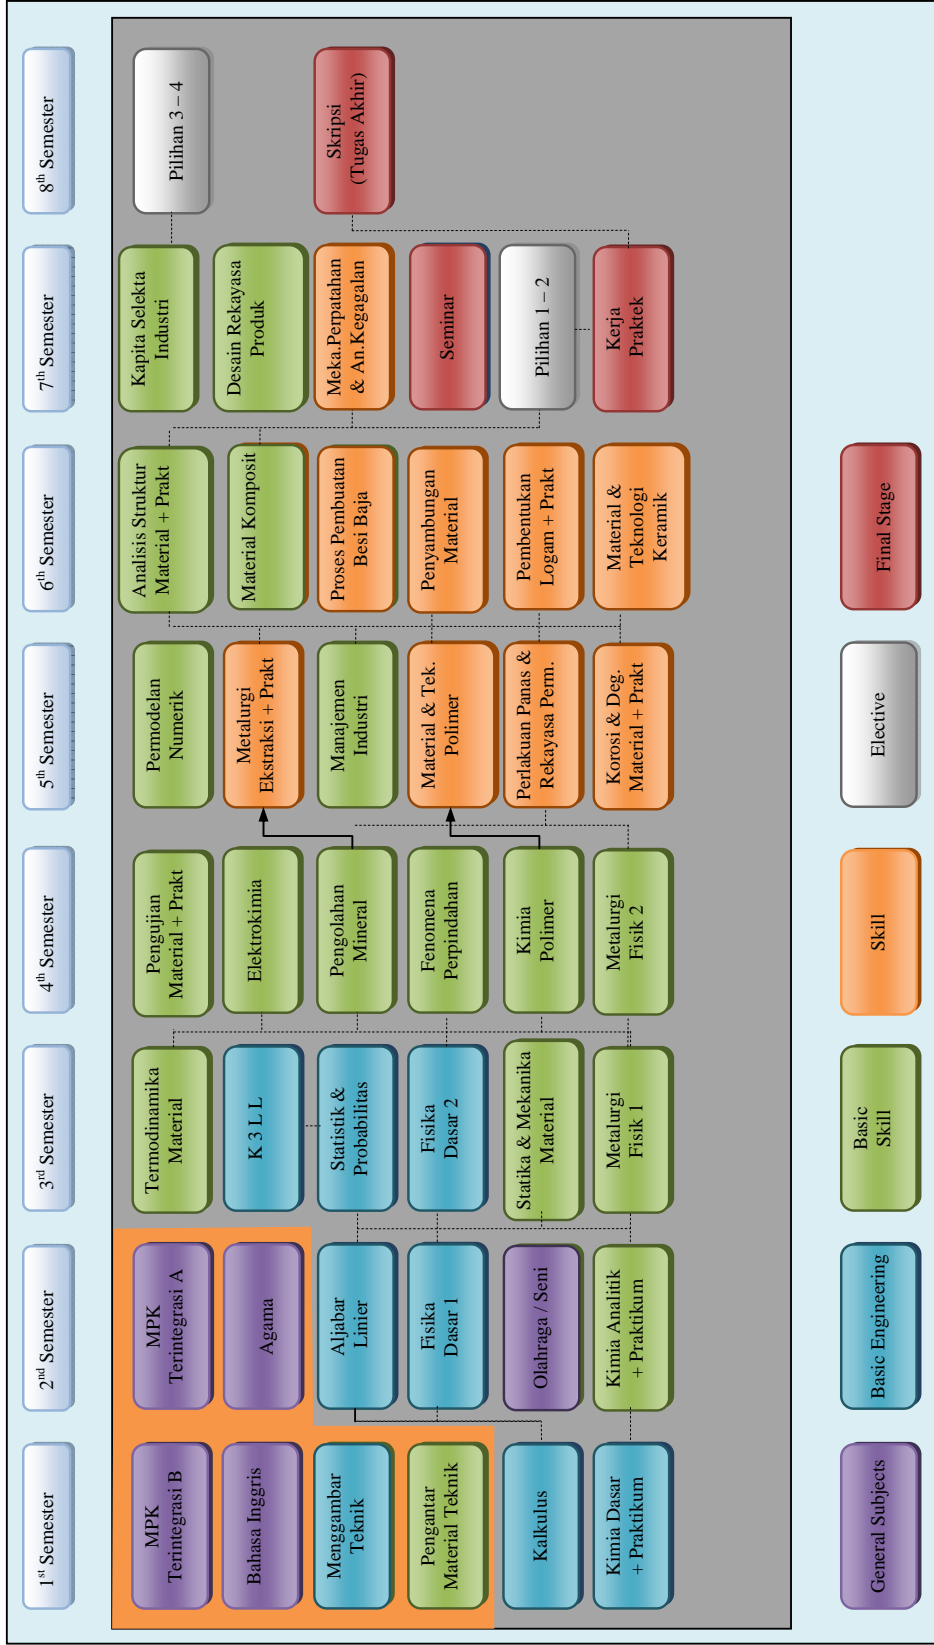 1st Semester
2nd Semester
3rd Semester
4th Semester
5th Semester
6th Semester
7th Semester
8th Semester
MPK
Terintegrasi B
Bahasa Inggris
Menggambar
Teknik
Pengantar
Material Teknik
Kalkulus
Kimia Dasar
+ Praktikum
MPK
Terintegrasi A
Agama
Aljabar
Linier
Fisika
Dasar 1
Olahraga / Seni
Kimia Analitik
+ Praktikum
Termodinamika
Material
K 3 L L
Statistik &
Probabilitas
Fisika
Dasar 2
Statika & Mekanika
Material
Metalurgi
Fisik 1
Pengujian
Material + Prakt
Elektrokimia
Pengolahan
Mineral
Fenomena
Perpindahan
Kimia
Polimer
Metalurgi
Fisik 2
Permodelan
Numerik
Metalurgi
Ekstraksi + Prakt
Manajemen
Industri
Material & Tek.
Polimer
Perlakuan Panas &
Rekayasa Perm.
Korosi & Deg.
Material + Prakt
Analisis Struktur
Material + Prakt
Material Komposit
Proses Pembuatan
Besi Baja
Penyambungan
Material
Pembentukan
Logam + Prakt
Material &
Teknologi
Keramik
Kapita Selekta
Industri
Desain Rekayasa
Produk
Meka.Perpatahan
& An.Kegagalan
Seminar
Pilihan 1 – 2
Kerja
Praktek
Pilihan 3 – 4
Skripsi
(Tugas Akhir)
General Subjects
Basic Engineering
Basic
Skill
Skill
Elective
Final Stage